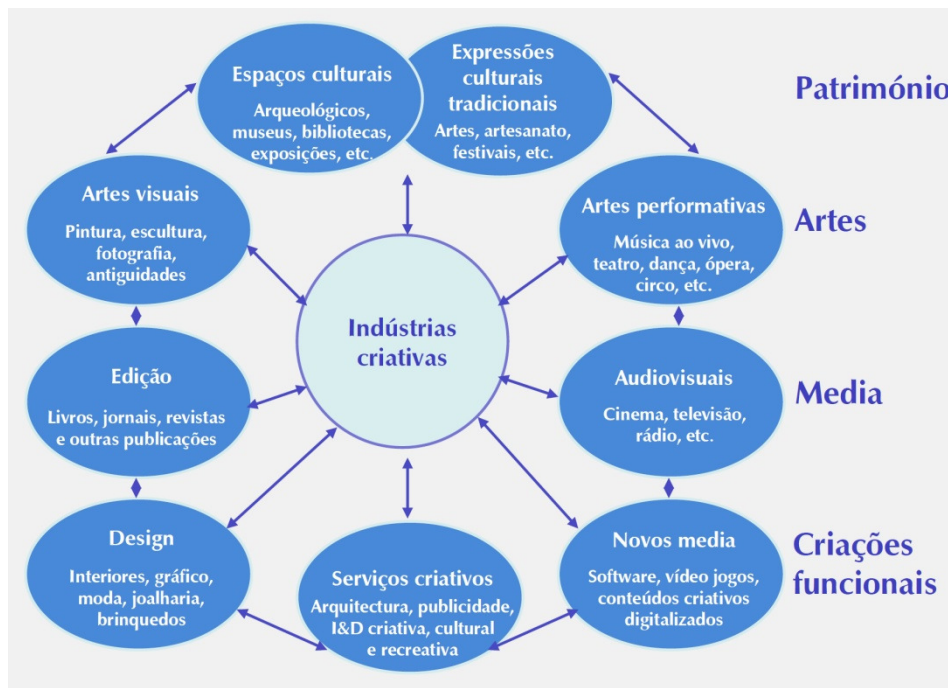 Espaços culturais
Arqueológicos,
museus, bibliotecas,
exposições, etc.
Expressões
culturais
tradicionais
Artes, artesanato,
festivais, etc.
Património
Artes visuais
Pintura, escultura,
fotografia,
antiguidades
Artes performativas
Música ao vivo,
teatro, dança, ópera,
circo, etc.
Artes
Indústrias
criativas
Edição
Livros, jornais, revistas
e outras publicações
Audiovisuais
Cinema, televisão,
rádio, etc.
Media
Design
Interiores, gráfico,
moda, joalharia,
brinquedos
Serviços criativos
Arquitectura, publicidade,
I&D criativa, cultural
e recreativa
Novos media
Software, vídeo jogos,
conteúdos criativos
digitalizados
Criações
funcionais